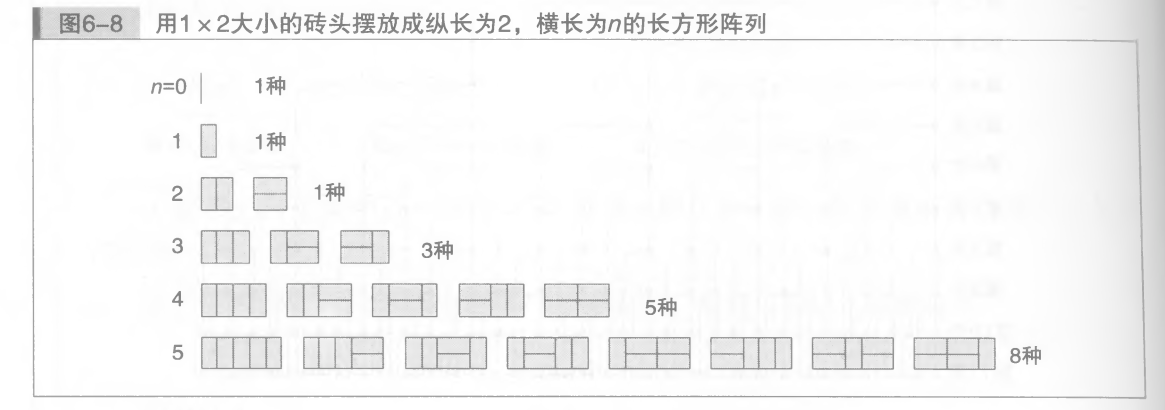 图6-8 用1×2大小的砖头摆放成纵长为2，横长为n的长方形阵列
n=0 1种
1 1种
2 1种
3 3种
4 5种
5 8种